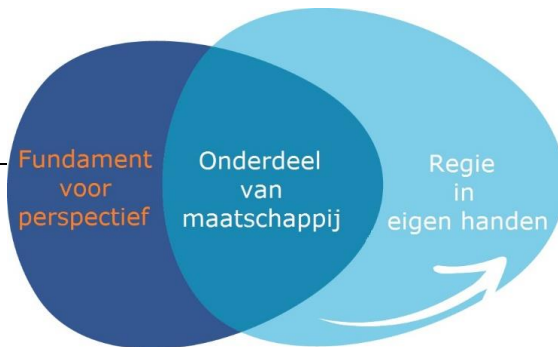 Fundament
voor
perspectief
Onderdeel
van
maatschappij
Regie
in
eigen handen